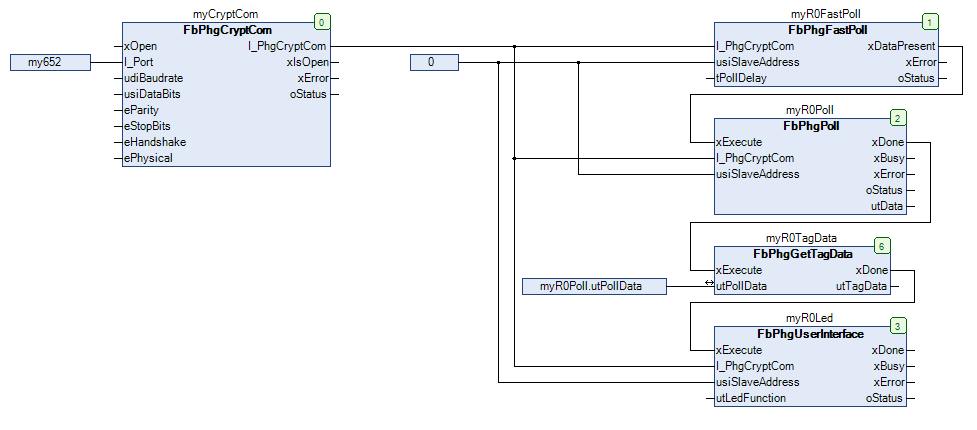 myCryptCom
0
FbPhgCryptCom
xOpen I_PhgCryptCom
my652
I_Port xIsOpen
udiBaudrate xError
usiDataBits oStatus
eParity
eStopBits
eHandshake
ePhysical
0
myR0FastPoll
1
FbPhgFastPoll
I_PhgCryptCom xDataPresent
usiSlaveAddress xError
tPollDelay oStatus
myR0Poll
2
FbPhgPoll
xExecute xDone
I_PhgCryptCom xBusy
usiSlaveAddress xError
oStatus
utData
myR0TagData
6
FbPhgGetTagData
xExecute xDone
myR0Poll.utPollData
utPollData utTagData
myR0Led
3
FbPhgUserInterface
xExecute xDone
I_PhgCryptCom xBusy
usiSlaveAddress xError
utLedFunction oStatus